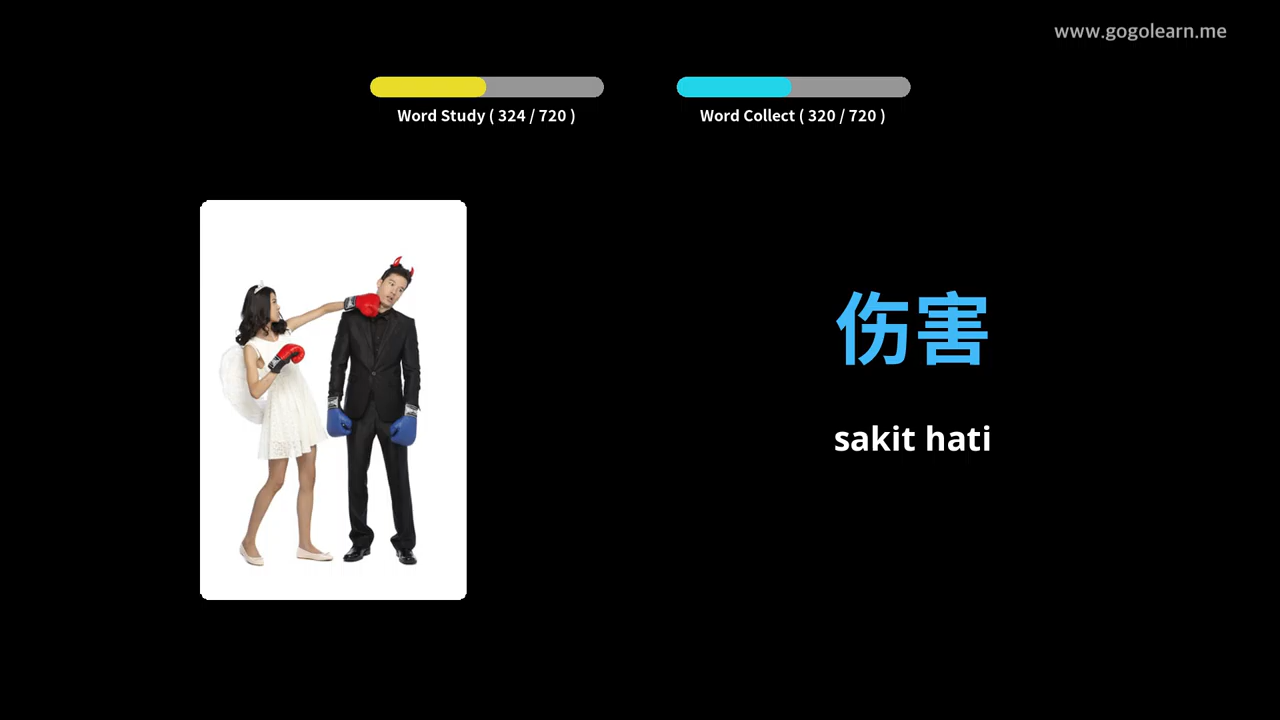 www.gogolearn.me
Word Study ( 324 / 720 )
Word Collect ( 320 / 720 )
伤害
sakit hati